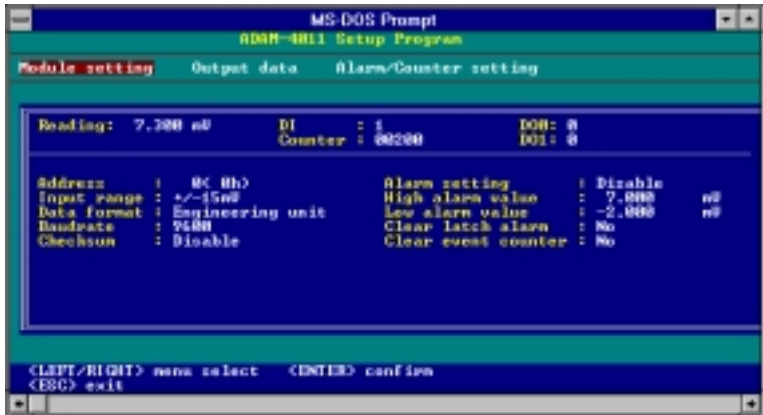 MS-DOS Prompt
ADAM-4011 Setup Program
Module setting Output data Alarm/Counter setting
Reading: 7.300 mV DI : 1 DO0: 0
Counter : 00200 DO1: 0
Address : 0( 0h) Alarm setting : Disable
Input range : +/-15mV High alarm value : 7.000 mV
Data format : Engineering unit Low alarm value : -2.000 mV
Baudrate : 9600 Clear latch alarm : No
Checksum : Disable Clear event counter : No
<LEFT/RIGHT> menu select <ENTER> confirm
<ESC> exit